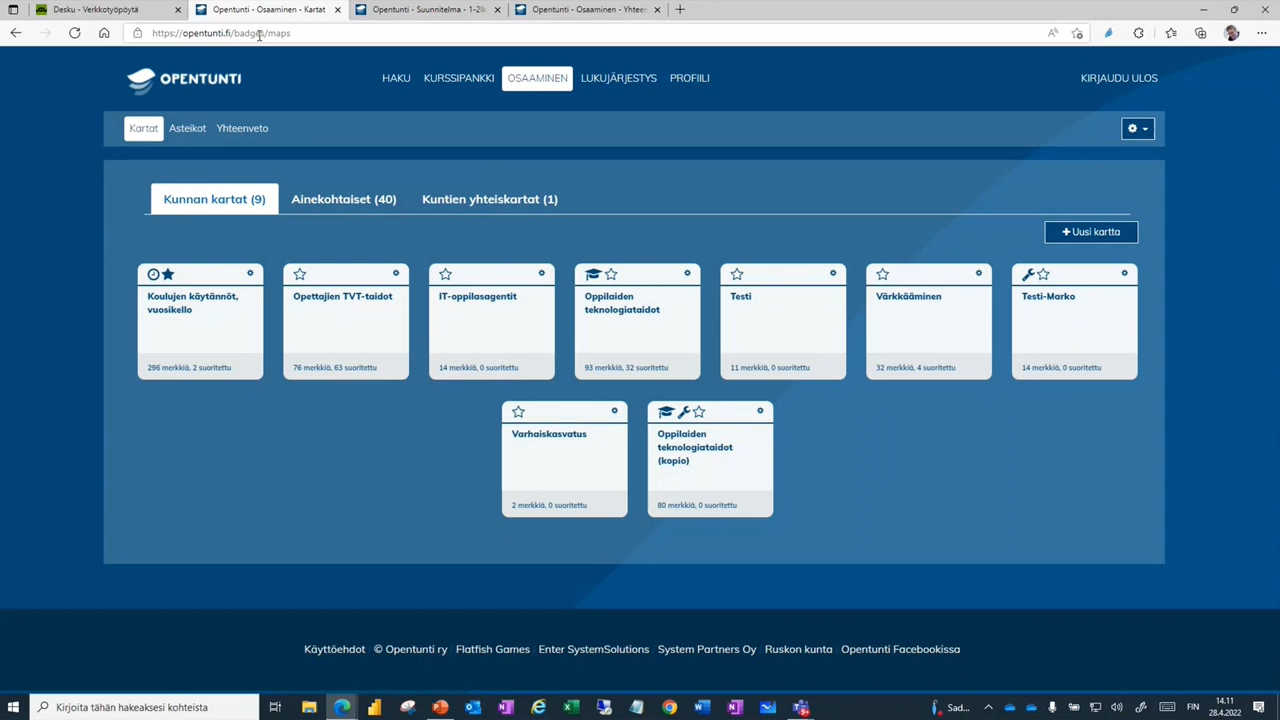 Desku - Verkkotyöpöytä
Opentunti - Osaaminen - Kartat
Opentunti - Suunnitelma - 1-2lk
Opentunti - Osaaminen - Yhteen
https://opentunti.fi/badges/maps
OPENTUNTI
HAKU
KURSSIPANKKI
OSAAMINEN
LUKUJÄRJESTYS
PROFIILI
KIRJAUDU ULOS
Kartat
Asteikot
Yhteenveto
Kunnan kartat (9)
Ainekohtaiset (40)
Kuntien yhteiskartat (1)
+ Uusi kartta
Koulujen käytännöt,
vuosikello
296 merkkiä, 2 suoritettu
Opettajien TVT-taidot
76 merkkiä, 63 suoritettu
IT-oppilasagentit
14 merkkiä, 0 suoritettu
Oppilaiden
teknologiataidot
93 merkkiä, 32 suoritettu
Testi
11 merkkiä, 0 suoritettu
Värkkääminen
32 merkkiä, 4 suoritettu
Testi-Marko
14 merkkiä, 0 suoritettu
Varhaiskasvatus
2 merkkiä, 0 suoritettu
Oppilaiden
teknologiataidot
(kopio)
80 merkkiä, 0 suoritettu
Käyttöehdot
© Opentunti ry
Flatfish Games
Enter SystemSolutions
System Partners Oy
Ruskon kunta
Opentunti Facebookissa
Kirjoita tähän hakeaksesi kohteista
Sad...
FIN
14.11
28.4.2022